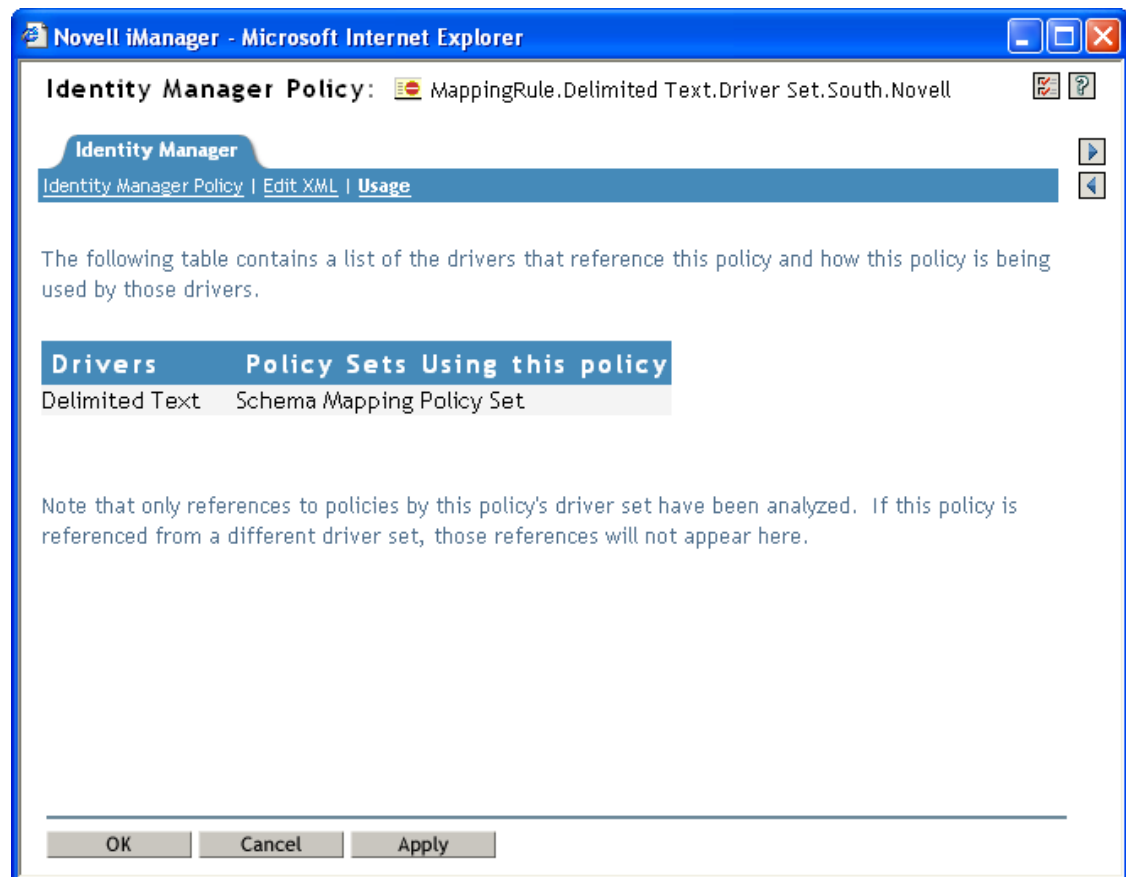 Novell iManager - Microsoft Internet Explorer
Identity Manager Policy: MappingRule.Delimited Text.Driver Set.South.Novell
Identity Manager
Identity Manager Policy | Edit XML | Usage
The following table contains a list of the drivers that reference this policy and how this policy is being
used by those drivers.
Drivers Policy Sets Using this policy
Delimited Text Schema Mapping Policy Set
Note that only references to policies by this policy's driver set have been analyzed. If this policy is
referenced from a different driver set, those references will not appear here.
OK Cancel Apply